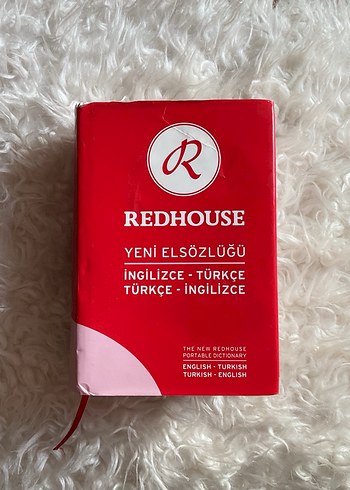 R
REDHOUSE
YENİ ELSÖZLÜĞÜ
İNGİLİZCE - TÜRKÇE
TÜRKÇE - İNGİLİZCE
THE NEW REDHOUSE
PORTABLE DICTIONARY
ENGLISH - TURKISH
TURKISH - ENGLISH